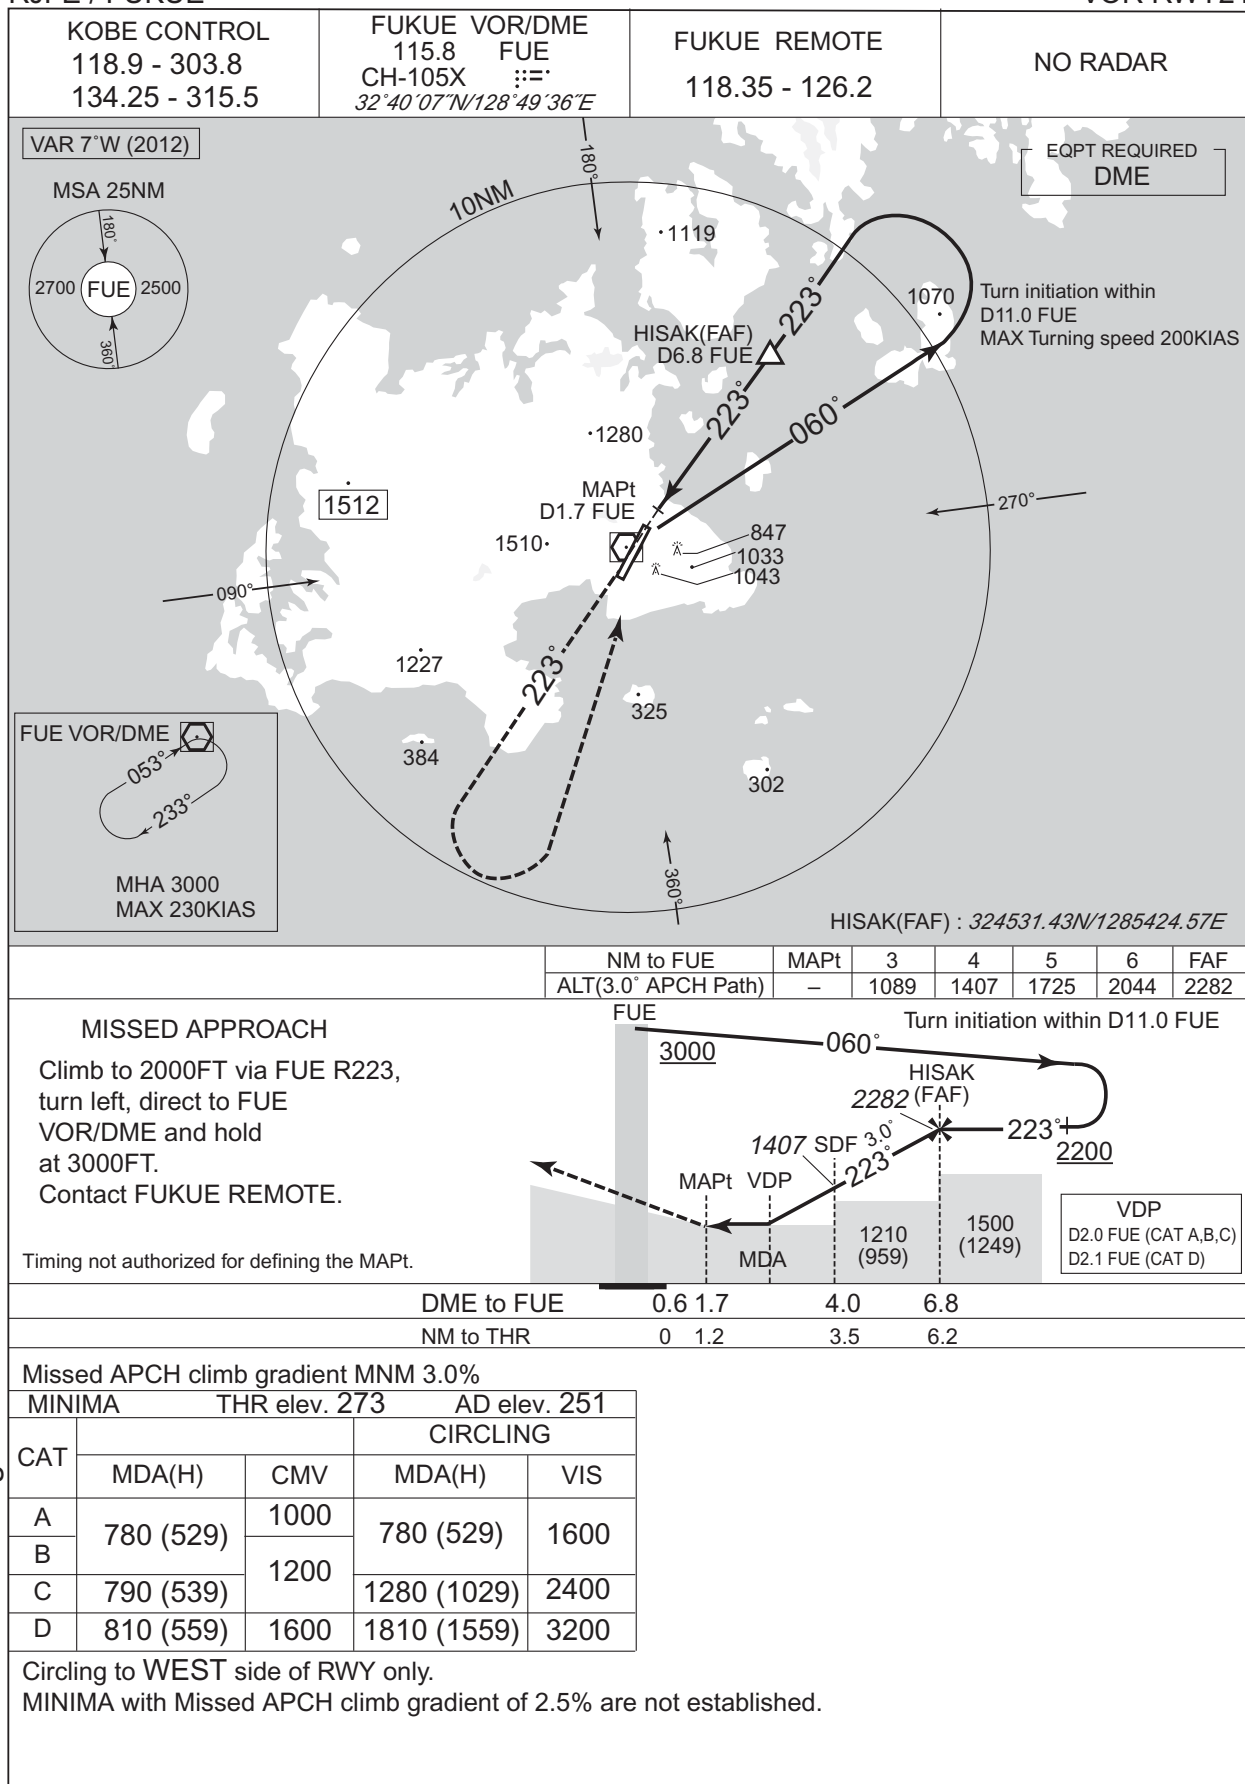 KOBE CONTROL
118.9 - 303.8
134.25 - 315.5
FUKUE VOR/DME
115.8 FUE
CH-105X
32°40´07˝N/128°49´36˝E
FUKUE REMOTE
118.35 - 126.2
NO RADAR
VAR 7°W (2012)
MSA 25NM
180°
2700 FUE 2500
360°
180°
10NM
EQPT REQUIRED
DME
1119
223°
1070
Turn initiation within
D11.0 FUE
MAX Turning speed 200KIAS
HISAK(FAF)
D6.8 FUE
223°
060°
1280
MAPt
D1.7 FUE
1512
1510
270°
847
1033
1043
090°
1227
223°
325
384
302
360°
FUE VOR/DME
053°
233°
MHA 3000
MAX 230KIAS
HISAK(FAF) : 324531.43N/1285424.57E
NM to FUE MAPt 3 4 5 6 FAF
ALT(3.0° APCH Path) – 1089 1407 1725 2044 2282
MISSED APPROACH
Climb to 2000FT via FUE R223,
turn left, direct to FUE
VOR/DME and hold
at 3000FT.
Contact FUKUE REMOTE.
Timing not authorized for defining the MAPt.
FUE
Turn initiation within D11.0 FUE
3000
060°
HISAK
(FAF)
2282
223°
2200
1407 SDF 3.0°
223°
MAPt VDP
MDA
1210
(959)
1500
(1249)
VDP
D2.0 FUE (CAT A,B,C)
D2.1 FUE (CAT D)
DME to FUE 0.6 1.7 4.0 6.8
NM to THR 0 1.2 3.5 6.2
Missed APCH climb gradient MNM 3.0%
MINIMA THR elev. 273 AD elev. 251
CIRCLING
CAT MDA(H) CMV MDA(H) VIS
A 780 (529) 1000 780 (529) 1600
B 1200
C 790 (539) 1280 (1029) 2400
D 810 (559) 1600 1810 (1559) 3200
Circling to WEST side of RWY only.
MINIMA with Missed APCH climb gradient of 2.5% are not established.